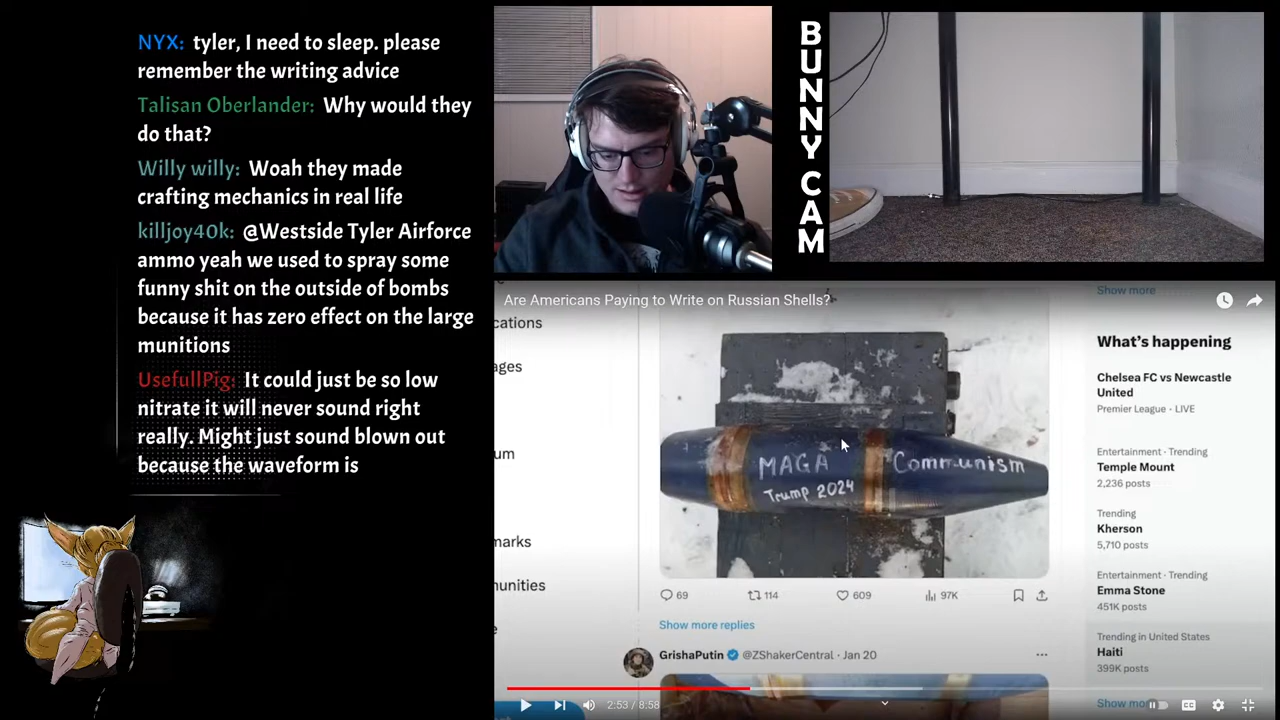 NYX: tyler, I need to sleep. please
remember the writing advice
Talisan Oberlander: Why would they
do that?
Willy willy: Woah they made
crafting mechanics in real life
killjoy40k: @Westside Tyler Airforce
ammo yeah we used to spray some
funny shit on the outside of bombs
because it has zero effect on the large
munitions
UsefullPig: It could just be so low
nitrate it will never sound right
really. Might just sound blown out
because the waveform is
BUNNY CAM
Are Americans Paying to Write on Russian Shells?
cations
ages
um
marks
unities
e
MAGA
Trump 2024
Communism
69 114 609 97K
Show more replies
GrishaPutin @ZShakerCentral · Jan 20
Show more
What's happening
Chelsea FC vs Newcastle
United
Premier League · LIVE
Entertainment · Trending
Temple Mount
2,236 posts
Trending
Kherson
5,710 posts
Entertainment · Trending
Emma Stone
451K posts
Trending in United States
Haiti
399K posts
Show more
2:53 / 8:58
CC